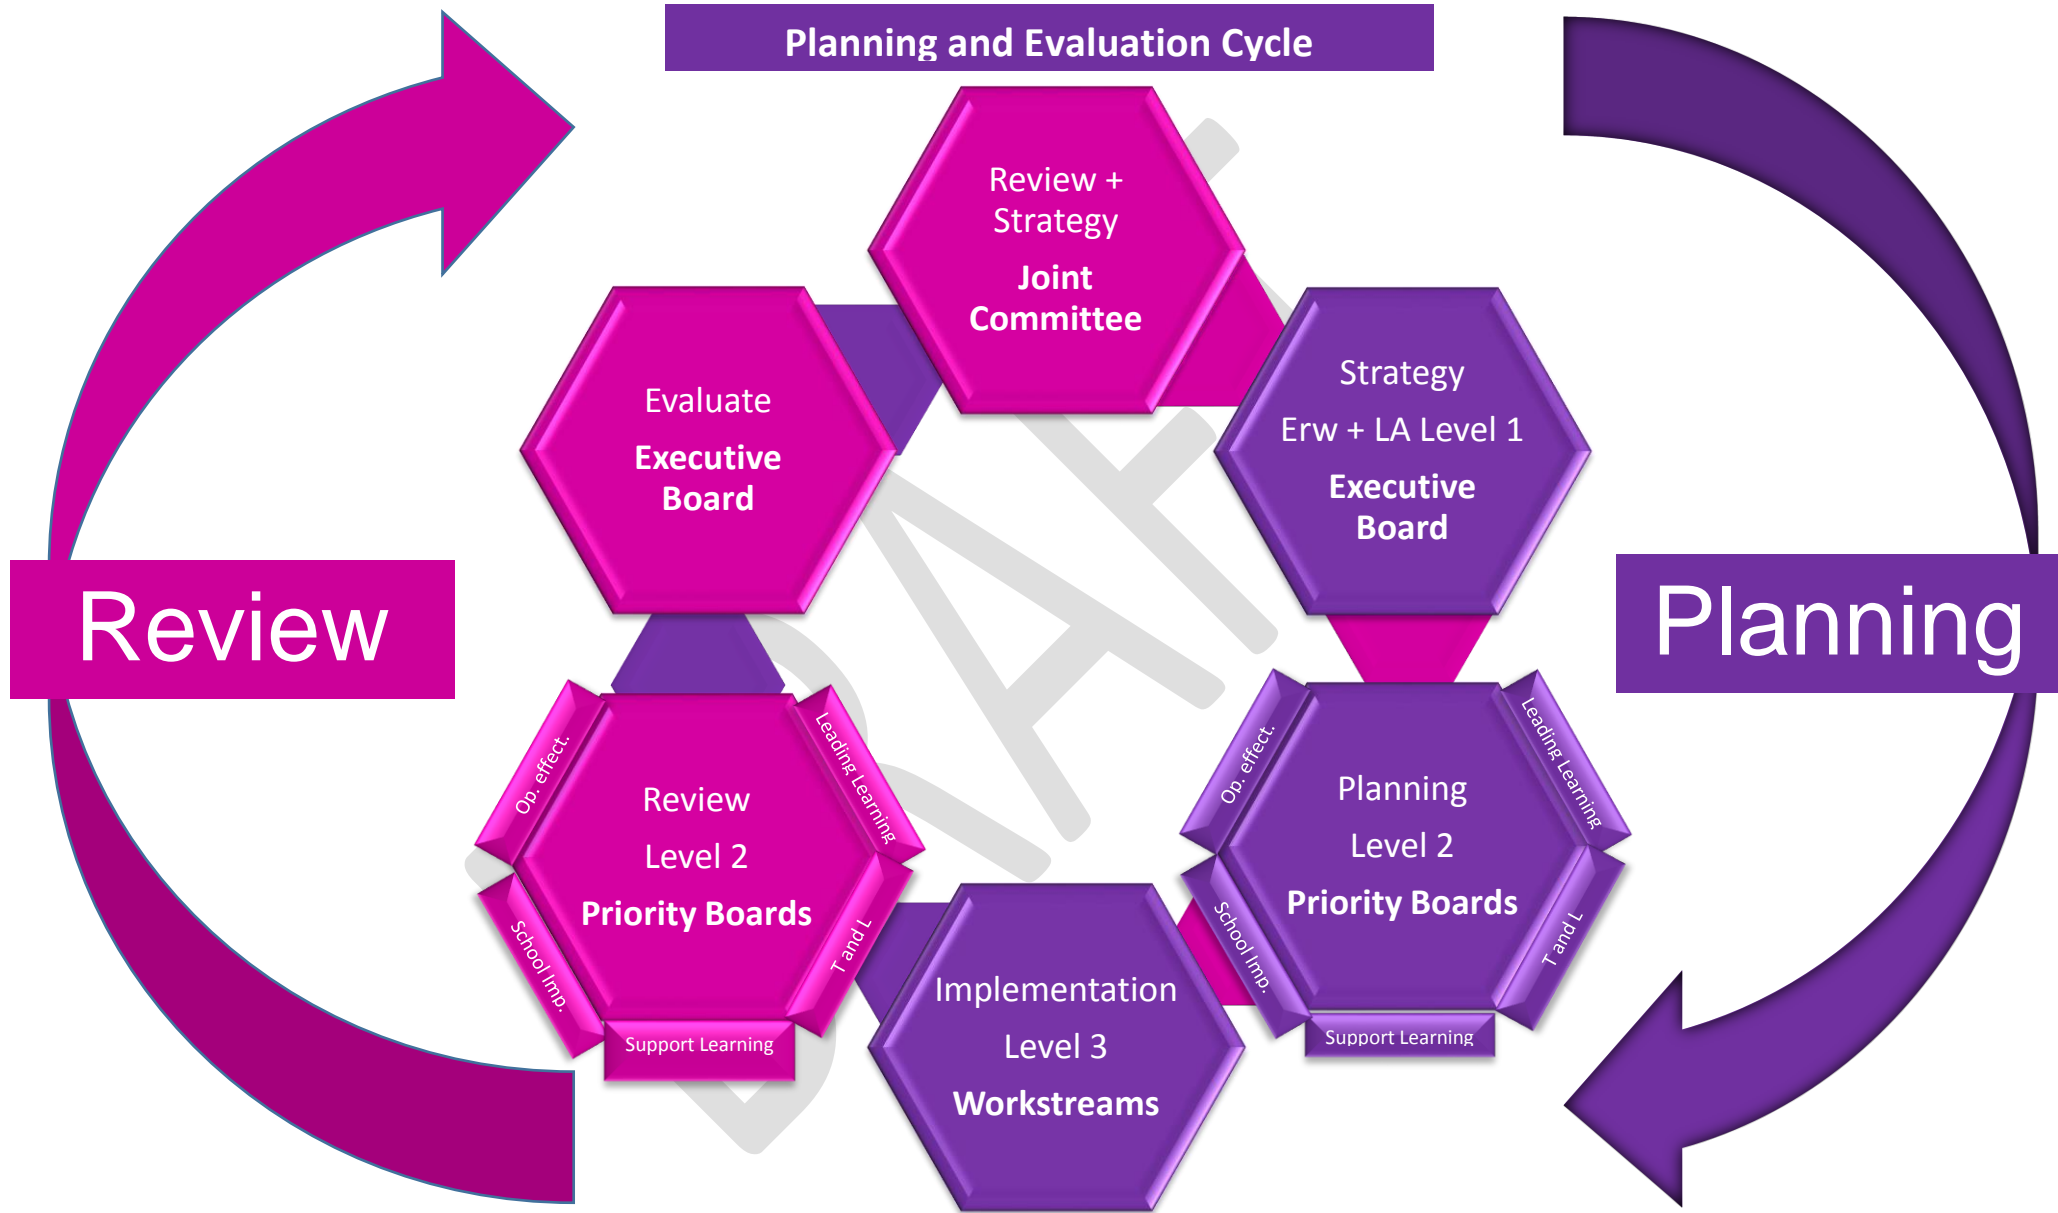 Planning and Evaluation Cycle
Review +
Strategy
Joint
Committee
Strategy
Erw + LA Level 1
Executive
Board
Planning
Planning
Level 2
Priority Boards
Op. effect.
Leading Learning
School Imp.
T and L
Support Learning
Implementation
Level 3
Workstreams
Review
Level 2
Priority Boards
Op. effect.
Leading Learning
School Imp.
T and L
Support Learning
Evaluate
Executive
Board
Review
DRAFT